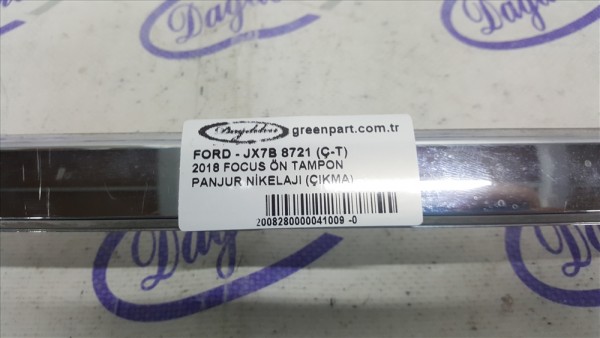 greenpart.com.tr
FORD - JX7B 8721 (Ç-T)
2018 FOCUS ÖN TAMPON
PANJUR NİKELAJI (ÇIKMA)
2008280000041009 -0